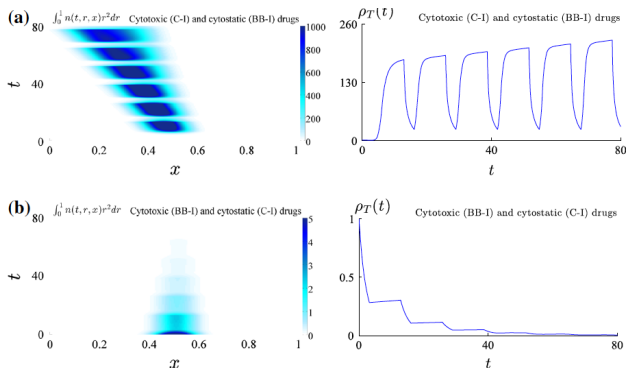 (a)
∫₀¹ n(t, r, x)r²dr Cytotoxic (C-I) and cytostatic (BB-I) drugs
80
40
0
t
0 0.2 0.4 0.6 0.8 1
x
1000
800
600
400
200
0
ρ_T(t) Cytotoxic (C-I) and cytostatic (BB-I) drugs
260
130
0
0 40 80
t
(b)
∫₀¹ n(t, r, x)r²dr Cytotoxic (BB-I) and cytostatic (C-I) drugs
80
40
0
t
0 0.2 0.4 0.6 0.8 1
x
5
4
3
2
1
0
ρ_T(t) Cytotoxic (BB-I) and cytostatic (C-I) drugs
1
0.5
0
0 40 80
t